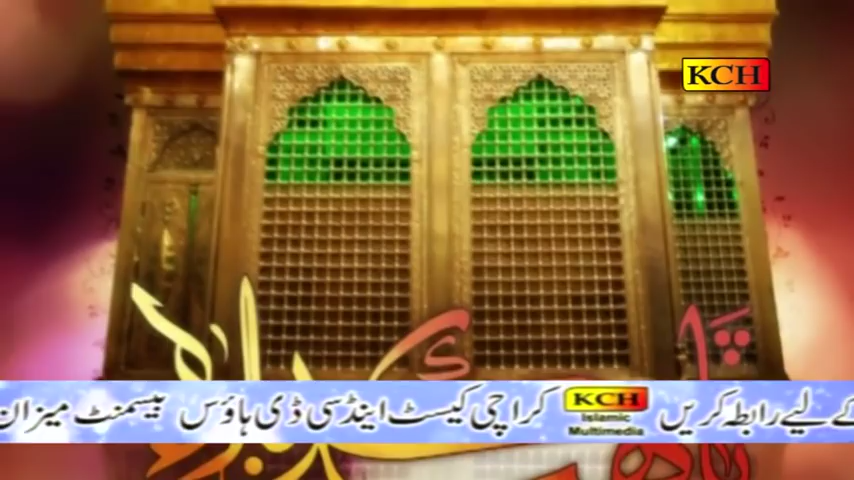 KCH
کے لیے رابطہ کریں KCH Islamic Multimedia کراچی کیسٹ اینڈ سی ڈی ہاؤس بیسمنٹ میزان